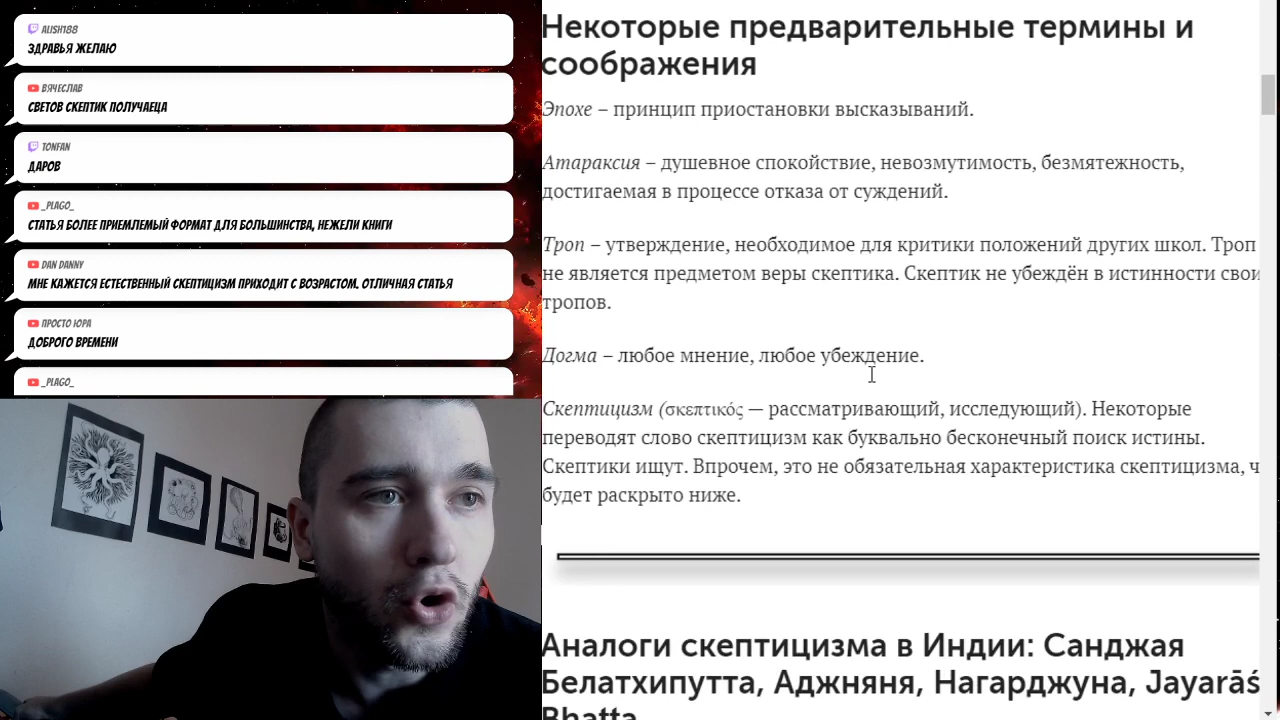 ALISH188
ЗДРАВЬЯ ЖЕЛАЮ
ВЯЧЕСЛАВ
СВЕТОВ СКЕПТИК ПОЛУЧАЕЦА
TONFAN
ДАРОВ
_PLAGO_
СТАТЬЯ БОЛЕЕ ПРИЕМЛЕМЫЙ ФОРМАТ ДЛЯ БОЛЬШИНСТВА, НЕЖЕЛИ КНИГИ
DAN DANNY
МНЕ КАЖЕТСЯ ЕСТЕСТВЕННЫЙ СКЕПТИЦИЗМ ПРИХОДИТ С ВОЗРАСТОМ. ОТЛИЧНАЯ СТАТЬЯ
ПРОСТО ЮРА
ДОБРОГО ВРЕМЕНИ
_PLAGO_
Некоторые предварительные термины и
соображения
Эпохе – принцип приостановки высказываний.
Атараксия – душевное спокойствие, невозмутимость, безмятежность,
достигаемая в процессе отказа от суждений.
Троп – утверждение, необходимое для критики положений других школ. Троп
не является предметом веры скептика. Скептик не убеждён в истинности свои
тропов.
Догма – любое мнение, любое убеждение.
Скептицизм (σκεπτικός — рассматривающий, исследующий). Некоторые
переводят слово скептицизм как буквально бесконечный поиск истины.
Скептики ищут. Впрочем, это не обязательная характеристика скептицизма, ч
будет раскрыто ниже.
Аналоги скептицизма в Индии: Санджая
Белатхипутта, Аджняня, Нагарджуна, Jayarāś
Bhatta